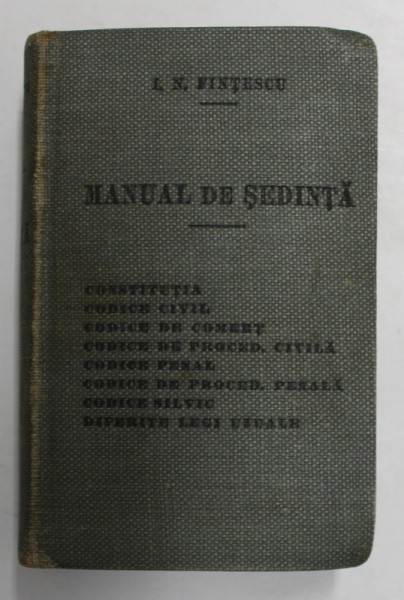 I. N. FINȚESCU
MANUAL DE ȘEDINȚĂ
CONSTITUȚIA
CODICE CIVIL
CODICE DE COMERȚ
CODICE DE PROCED. CIVILĂ
CODICE PENAL
CODICE DE PROCED. PENALĂ
CODICE SILVIC
DIFERITE LEGI UZUALE